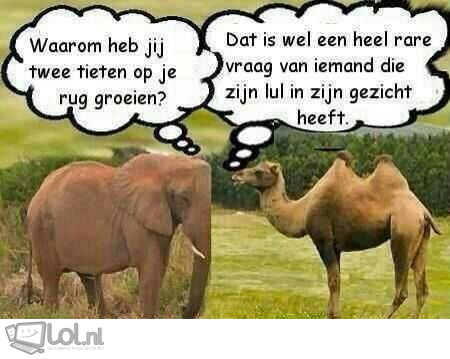 Waarom heb jij
twee tieten op je
rug groeien?
Dat is wel een heel rare
vraag van iemand die
zijn lul in zijn gezicht
heeft.
Lol.nl